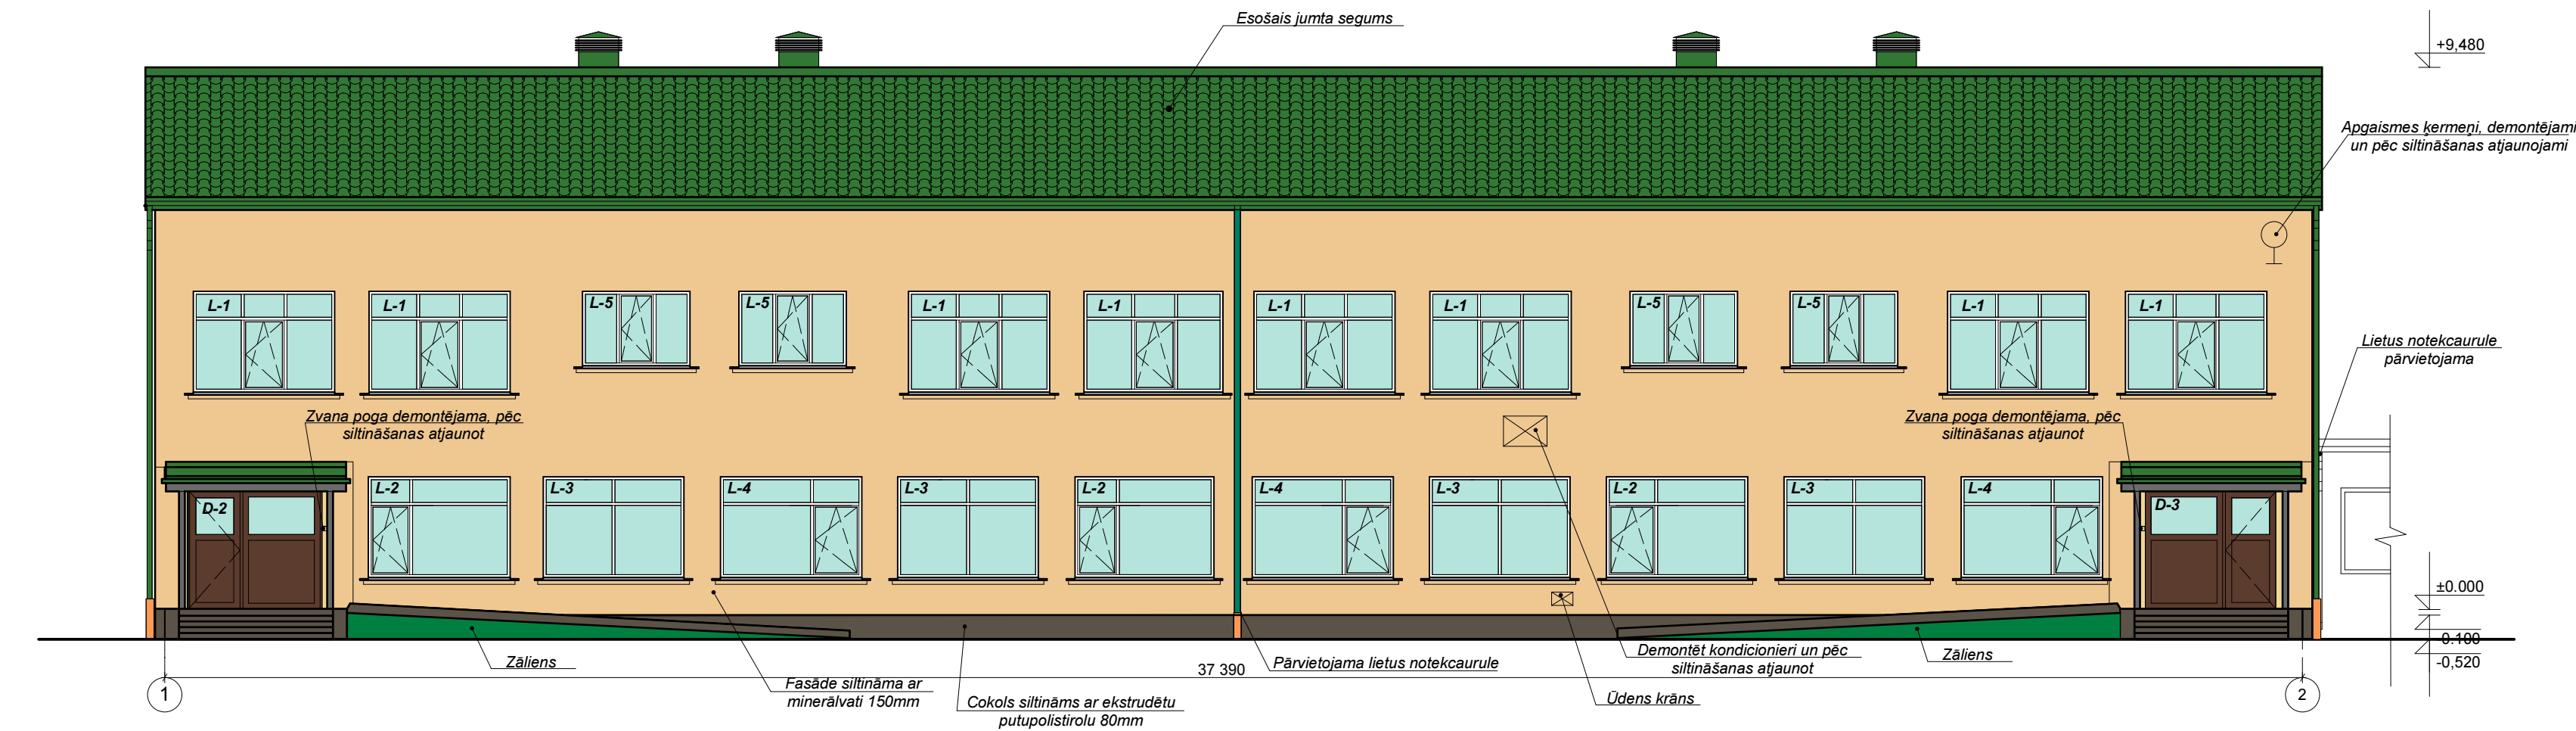 Esošais jumta segums
+9,480
Apgaismes ķermeņi, demontējami
un pēc siltināšanas atjaunojami
L-1
L-1
L-5
L-5
L-1
L-1
L-1
L-1
L-5
L-5
L-1
L-1
Lietus notekcaurule
pārvietojama
Zvana poga demontējama, pēc
siltināšanas atjaunot
Zvana poga demontējama, pēc
siltināšanas atjaunot
D-2
L-2
L-3
L-4
L-3
L-2
L-4
L-3
L-2
L-3
L-4
D-3
±0.000
-0.100
-0,520
Zāliens
Fasāde siltināma ar
minerālvati 150mm
Cokols siltināms ar ekstrudētu
putupolistirolu 80mm
37 390
Pārvietojama lietus notekcaurule
Demontēt kondicionieri un pēc
siltināšanas atjaunot
Ūdens krāns
Zāliens
1
2